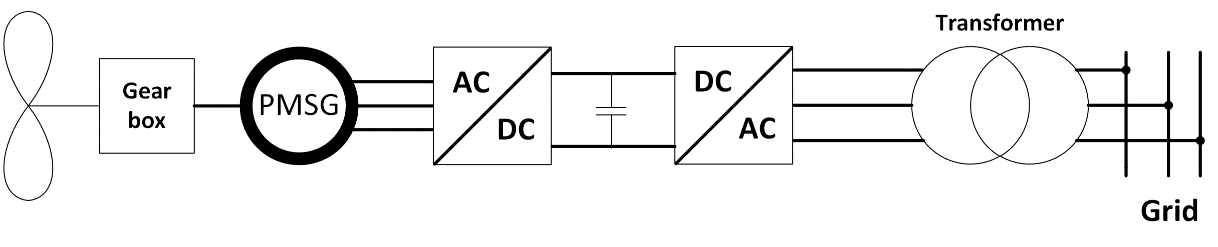 Transformer
Gear
box
PMSG
AC
DC
DC
AC
Grid